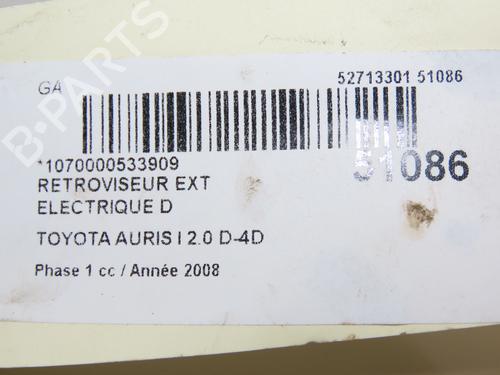 GA
52713301 51086
*1070000533909
51086
RETROVISEUR EXT
ELECTRIQUE D
TOYOTA AURIS I 2.0 D-4D
Phase 1 cc / Année 2008
B-PARTS